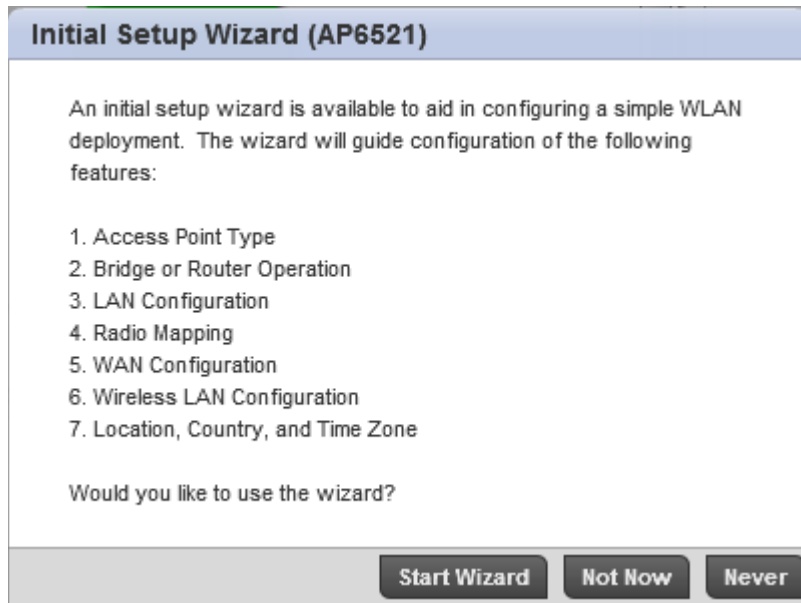 Initial Setup Wizard (AP6521)
An initial setup wizard is available to aid in configuring a simple WLAN
deployment. The wizard will guide configuration of the following
features:
1. Access Point Type
2. Bridge or Router Operation
3. LAN Configuration
4. Radio Mapping
5. WAN Configuration
6. Wireless LAN Configuration
7. Location, Country, and Time Zone
Would you like to use the wizard?
Start Wizard Not Now Never